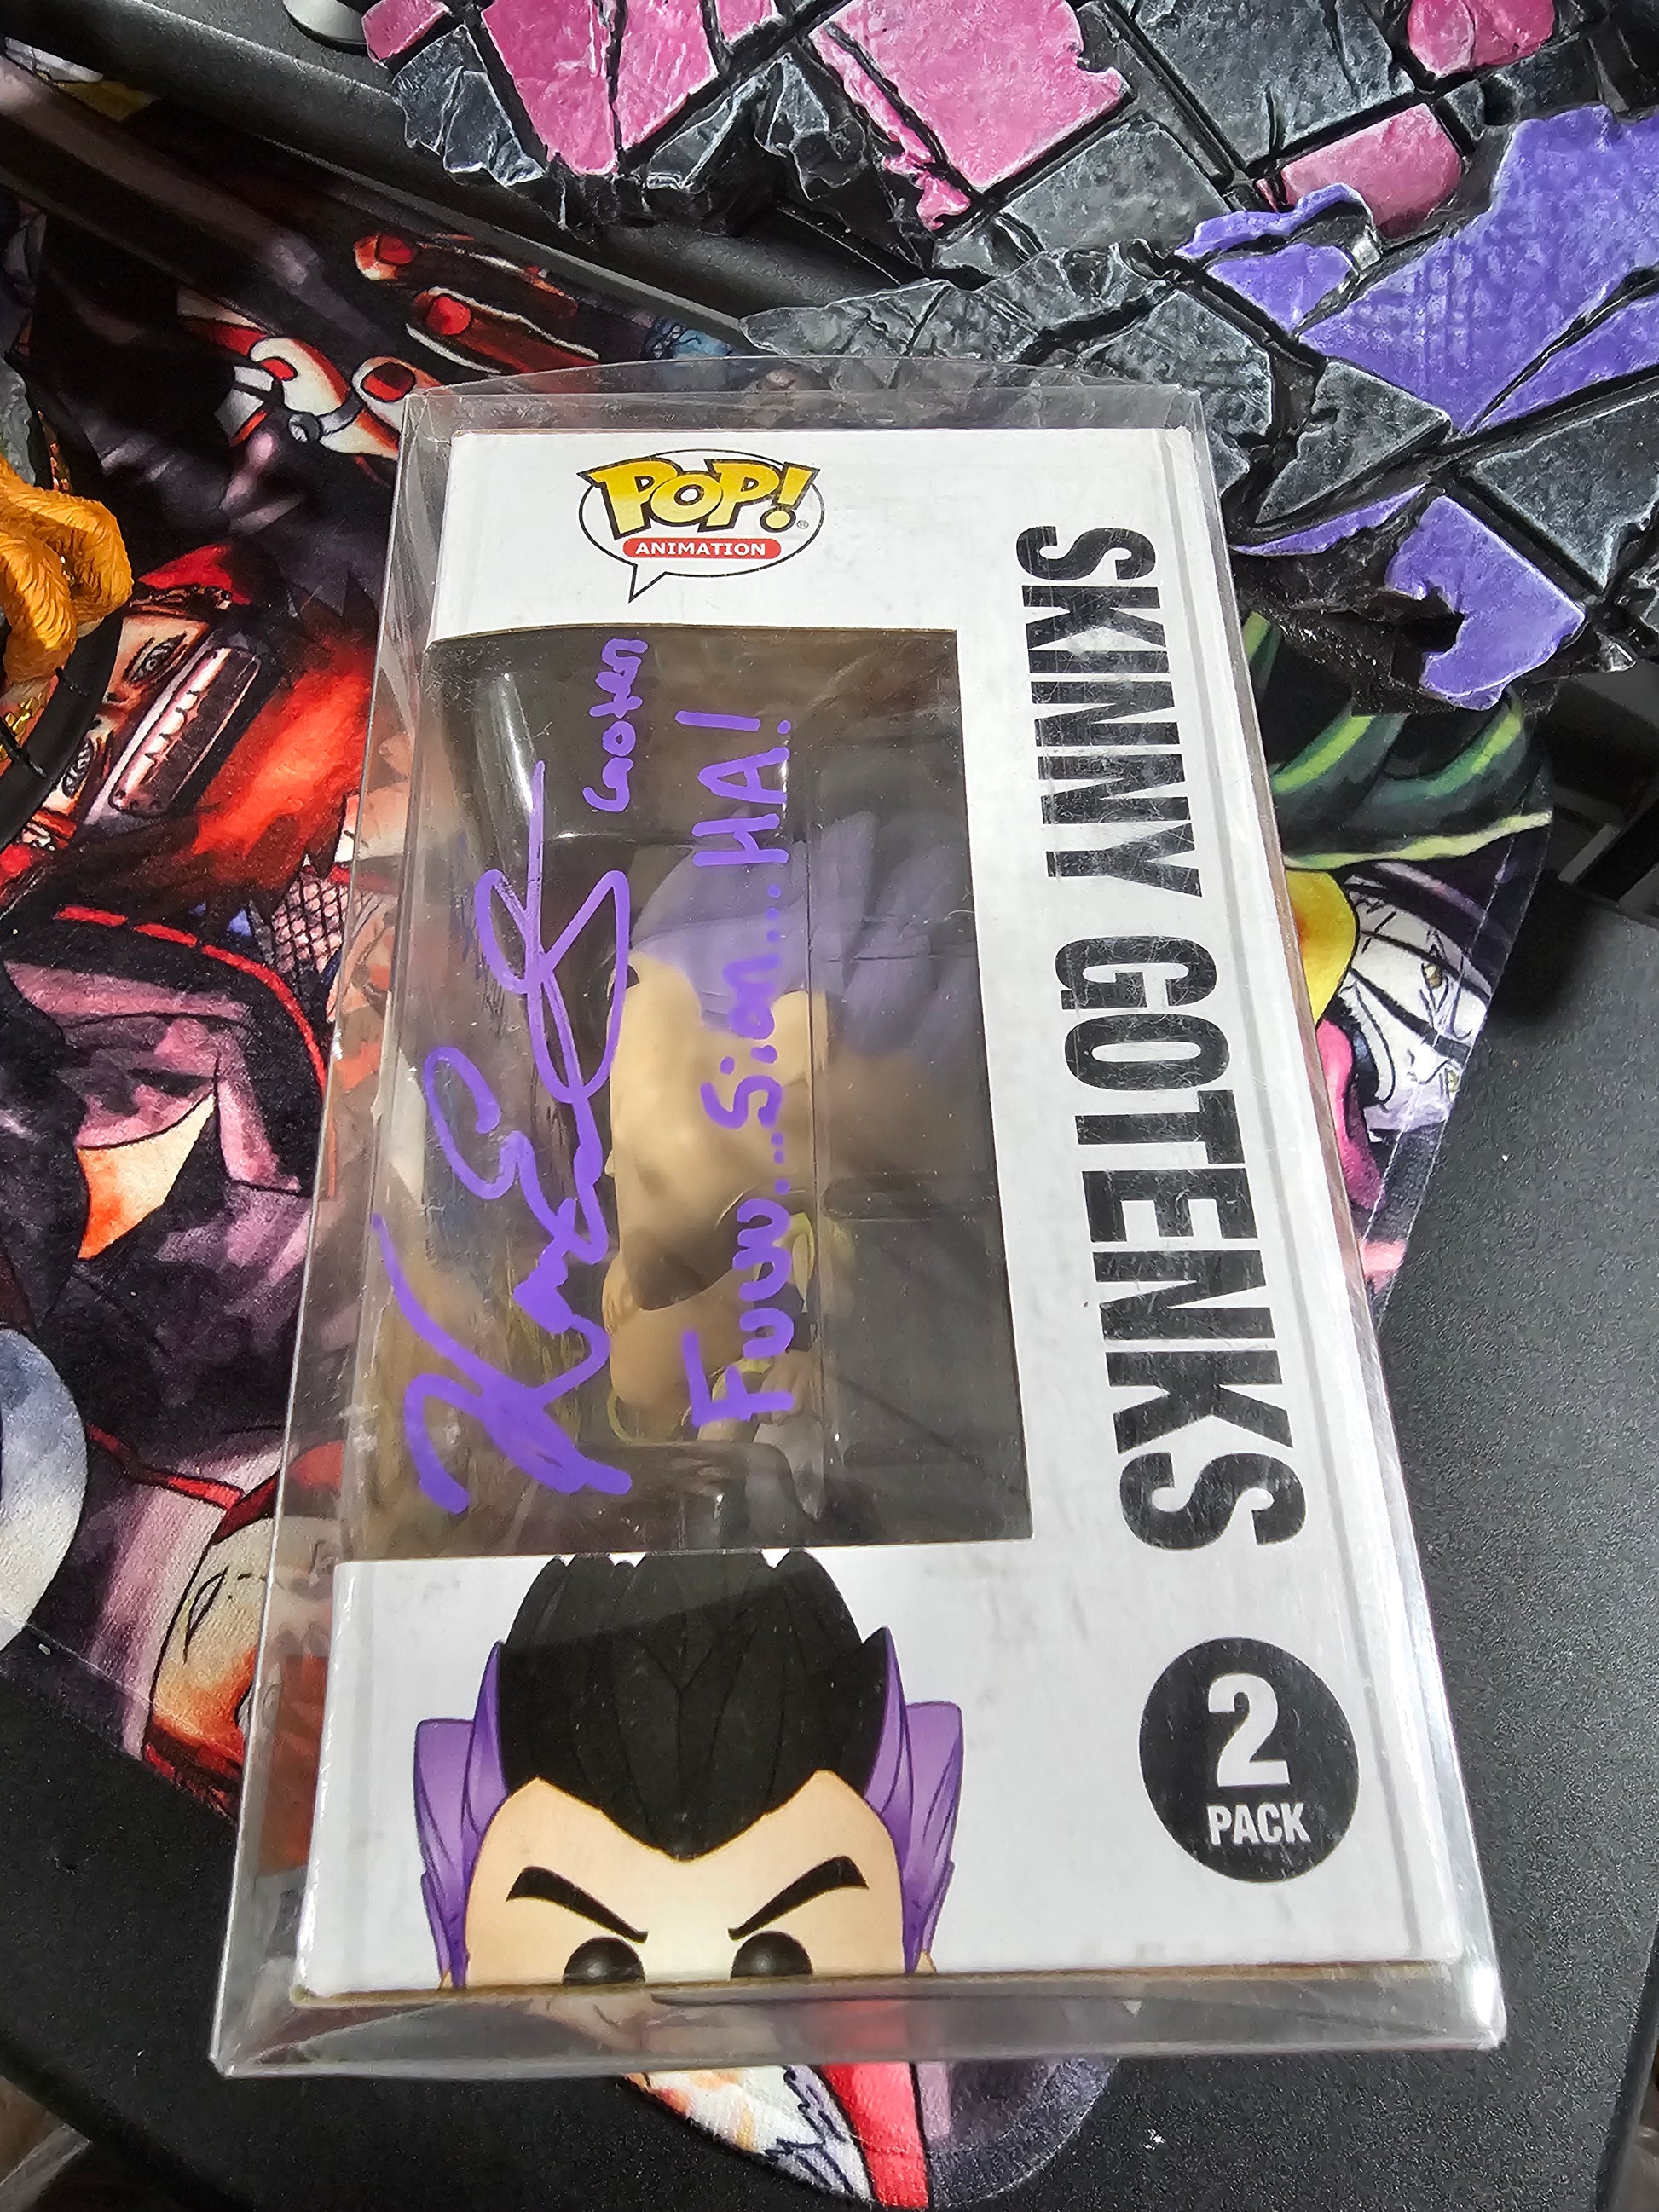 POP!
ANIMATION
SKINNY GOTENKS
Goten
Fuuu...Sion...HA!
2
PACK